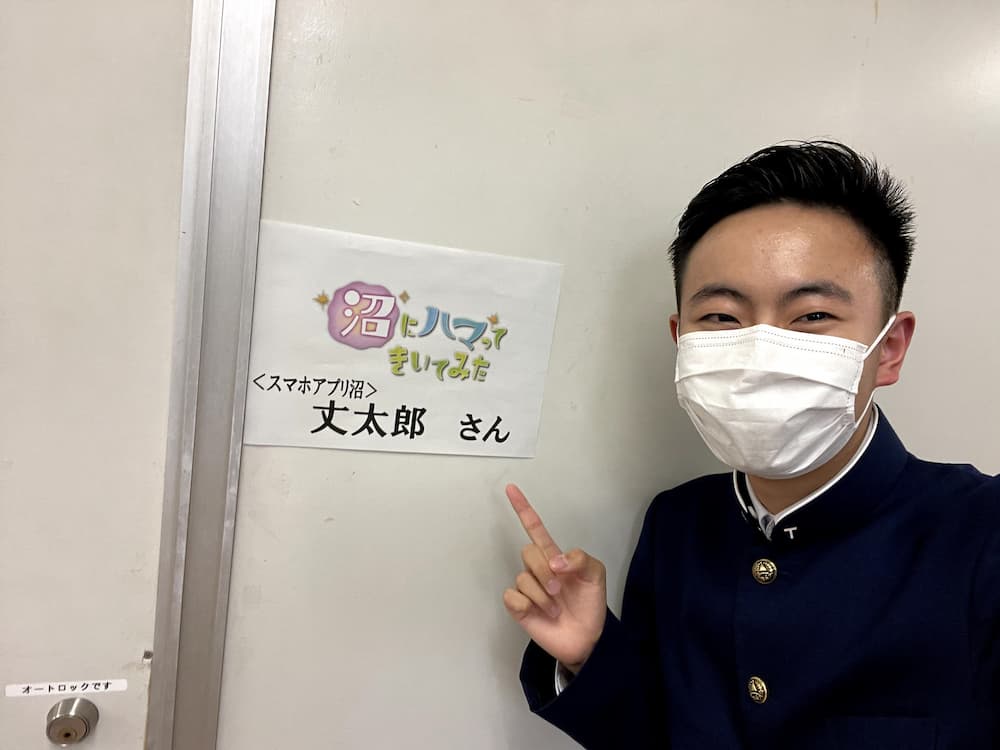 沼にハマって
きいてみた
＜スマホアプリ沼＞
丈太郎 さん
T
オートロックです